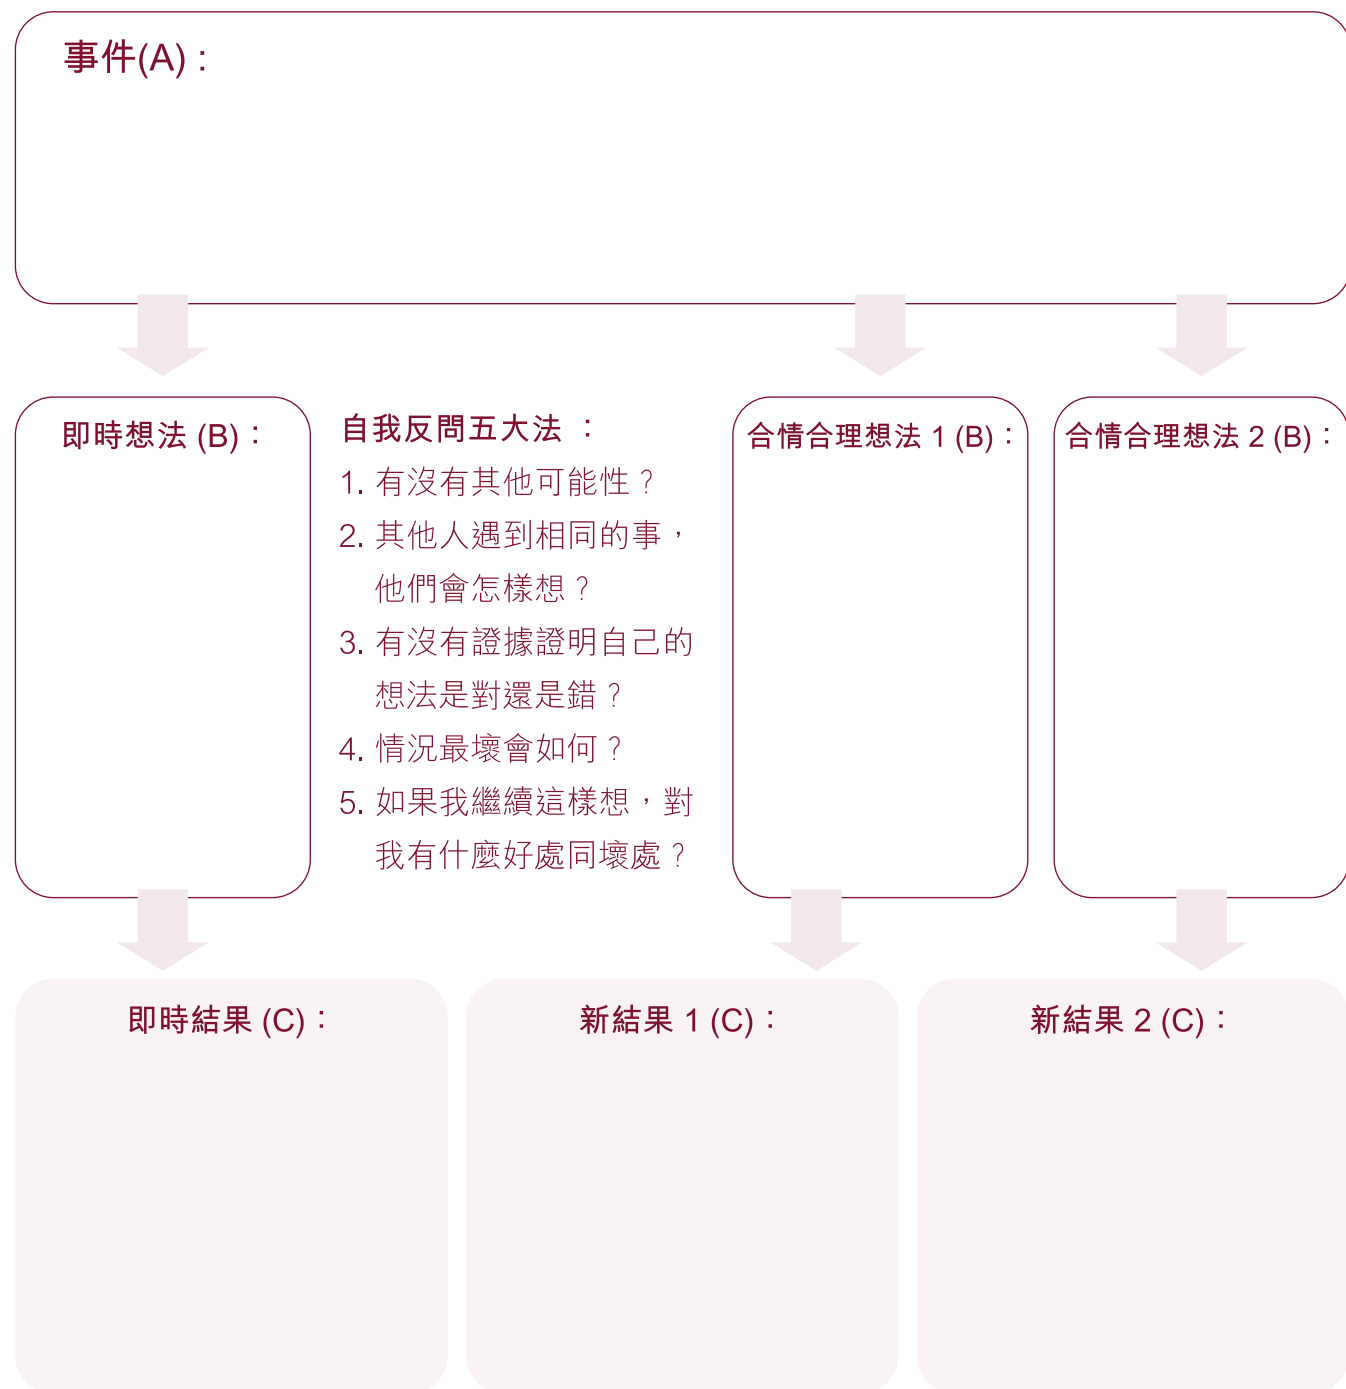 事件(A)：
即時想法 (B)：
自我反問五大法 ：
1. 有沒有其他可能性？
2. 其他人遇到相同的事，
他們會怎樣想？
3. 有沒有證據證明自己的
想法是對還是錯？
4. 情況最壞會如何？
5. 如果我繼續這樣想，對
我有什麼好處同壞處？
合情合理想法 1 (B)：
合情合理想法 2 (B)：
即時結果 (C)：
新結果 1 (C)：
新結果 2 (C)：